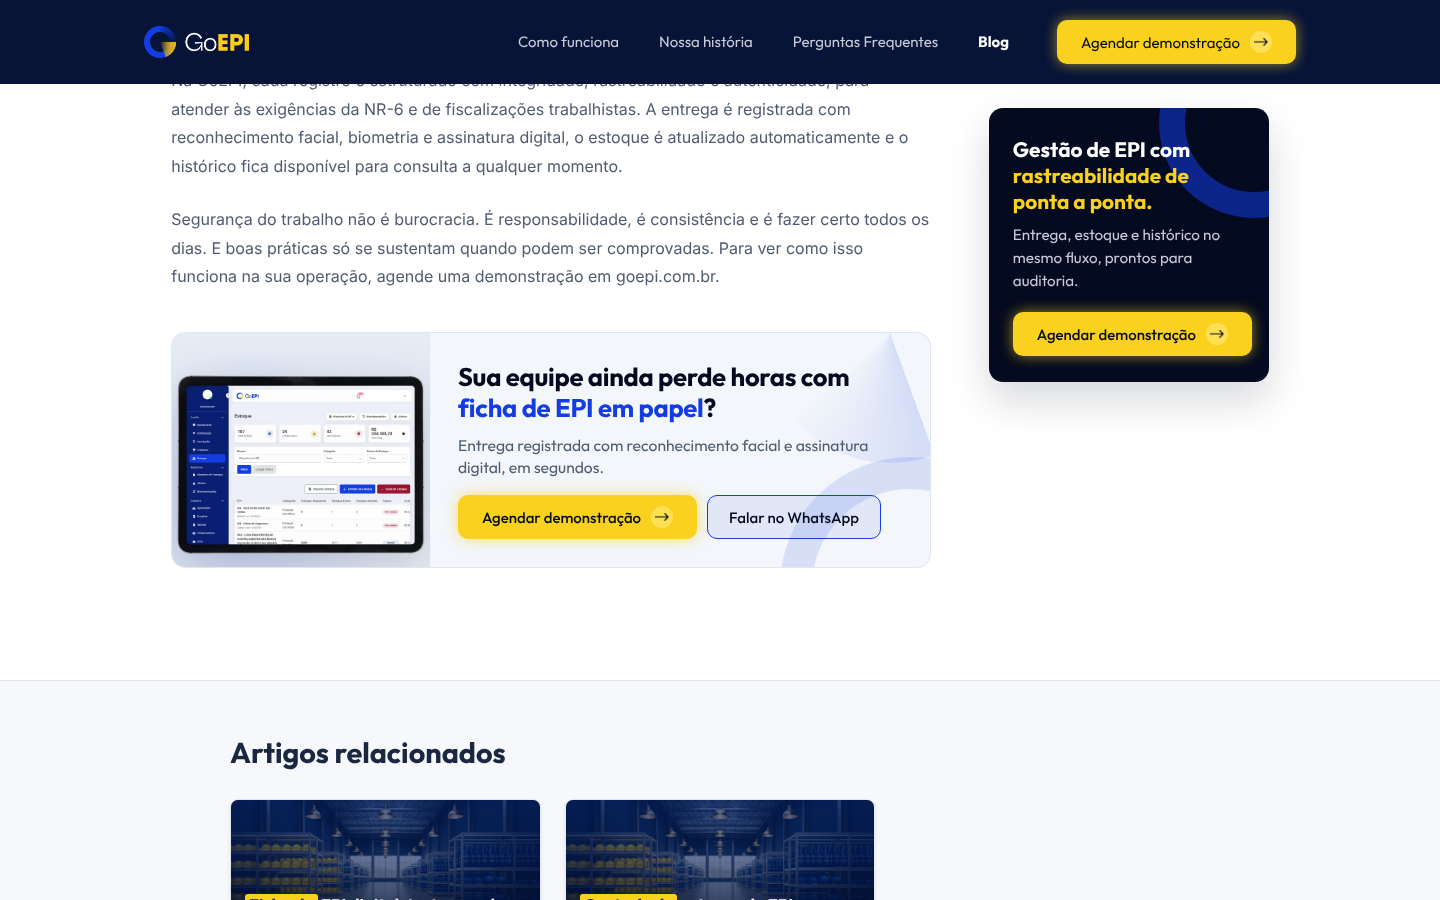 GoEPI
Como funciona
Nossa história
Perguntas Frequentes
Blog
Agendar demonstração
atender às exigências da NR-6 e de fiscalizações trabalhistas. A entrega é registrada com
reconhecimento facial, biometria e assinatura digital, o estoque é atualizado automaticamente e o
histórico fica disponível para consulta a qualquer momento.
Segurança do trabalho não é burocracia. É responsabilidade, é consistência e é fazer certo todos os
dias. E boas práticas só se sustentam quando podem ser comprovadas. Para ver como isso
funciona na sua operação, agende uma demonstração em goepi.com.br.
Gestão de EPI com
rastreabilidade de
ponta a ponta.
Entrega, estoque e histórico no
mesmo fluxo, prontos para
auditoria.
Agendar demonstração
GoEPI
Estoque
Sua equipe ainda perde horas com
ficha de EPI em papel?
Entrega registrada com reconhecimento facial e assinatura
digital, em segundos.
Agendar demonstração
Falar no WhatsApp
Artigos relacionados